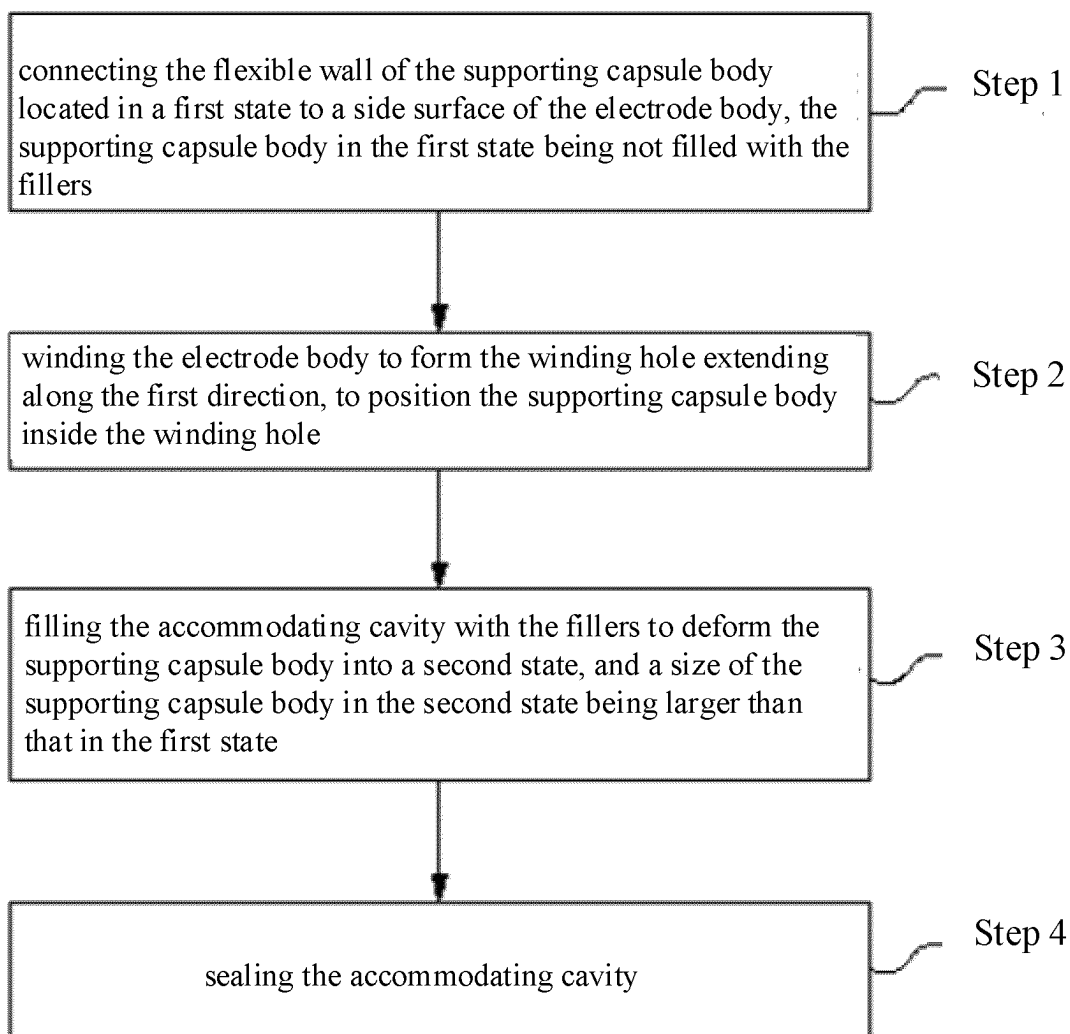 connecting the flexible wall of the supporting capsule body
located in a first state to a side surface of the electrode body, the
supporting capsule body in the first state being not filled with the
fillers
Step 1
winding the electrode body to form the winding hole extending
along the first direction, to position the supporting capsule body
inside the winding hole
Step 2
filling the accommodating cavity with the fillers to deform the
supporting capsule body into a second state, and a size of the
supporting capsule body in the second state being larger than
that in the first state
Step 3
sealing the accommodating cavity
Step 4